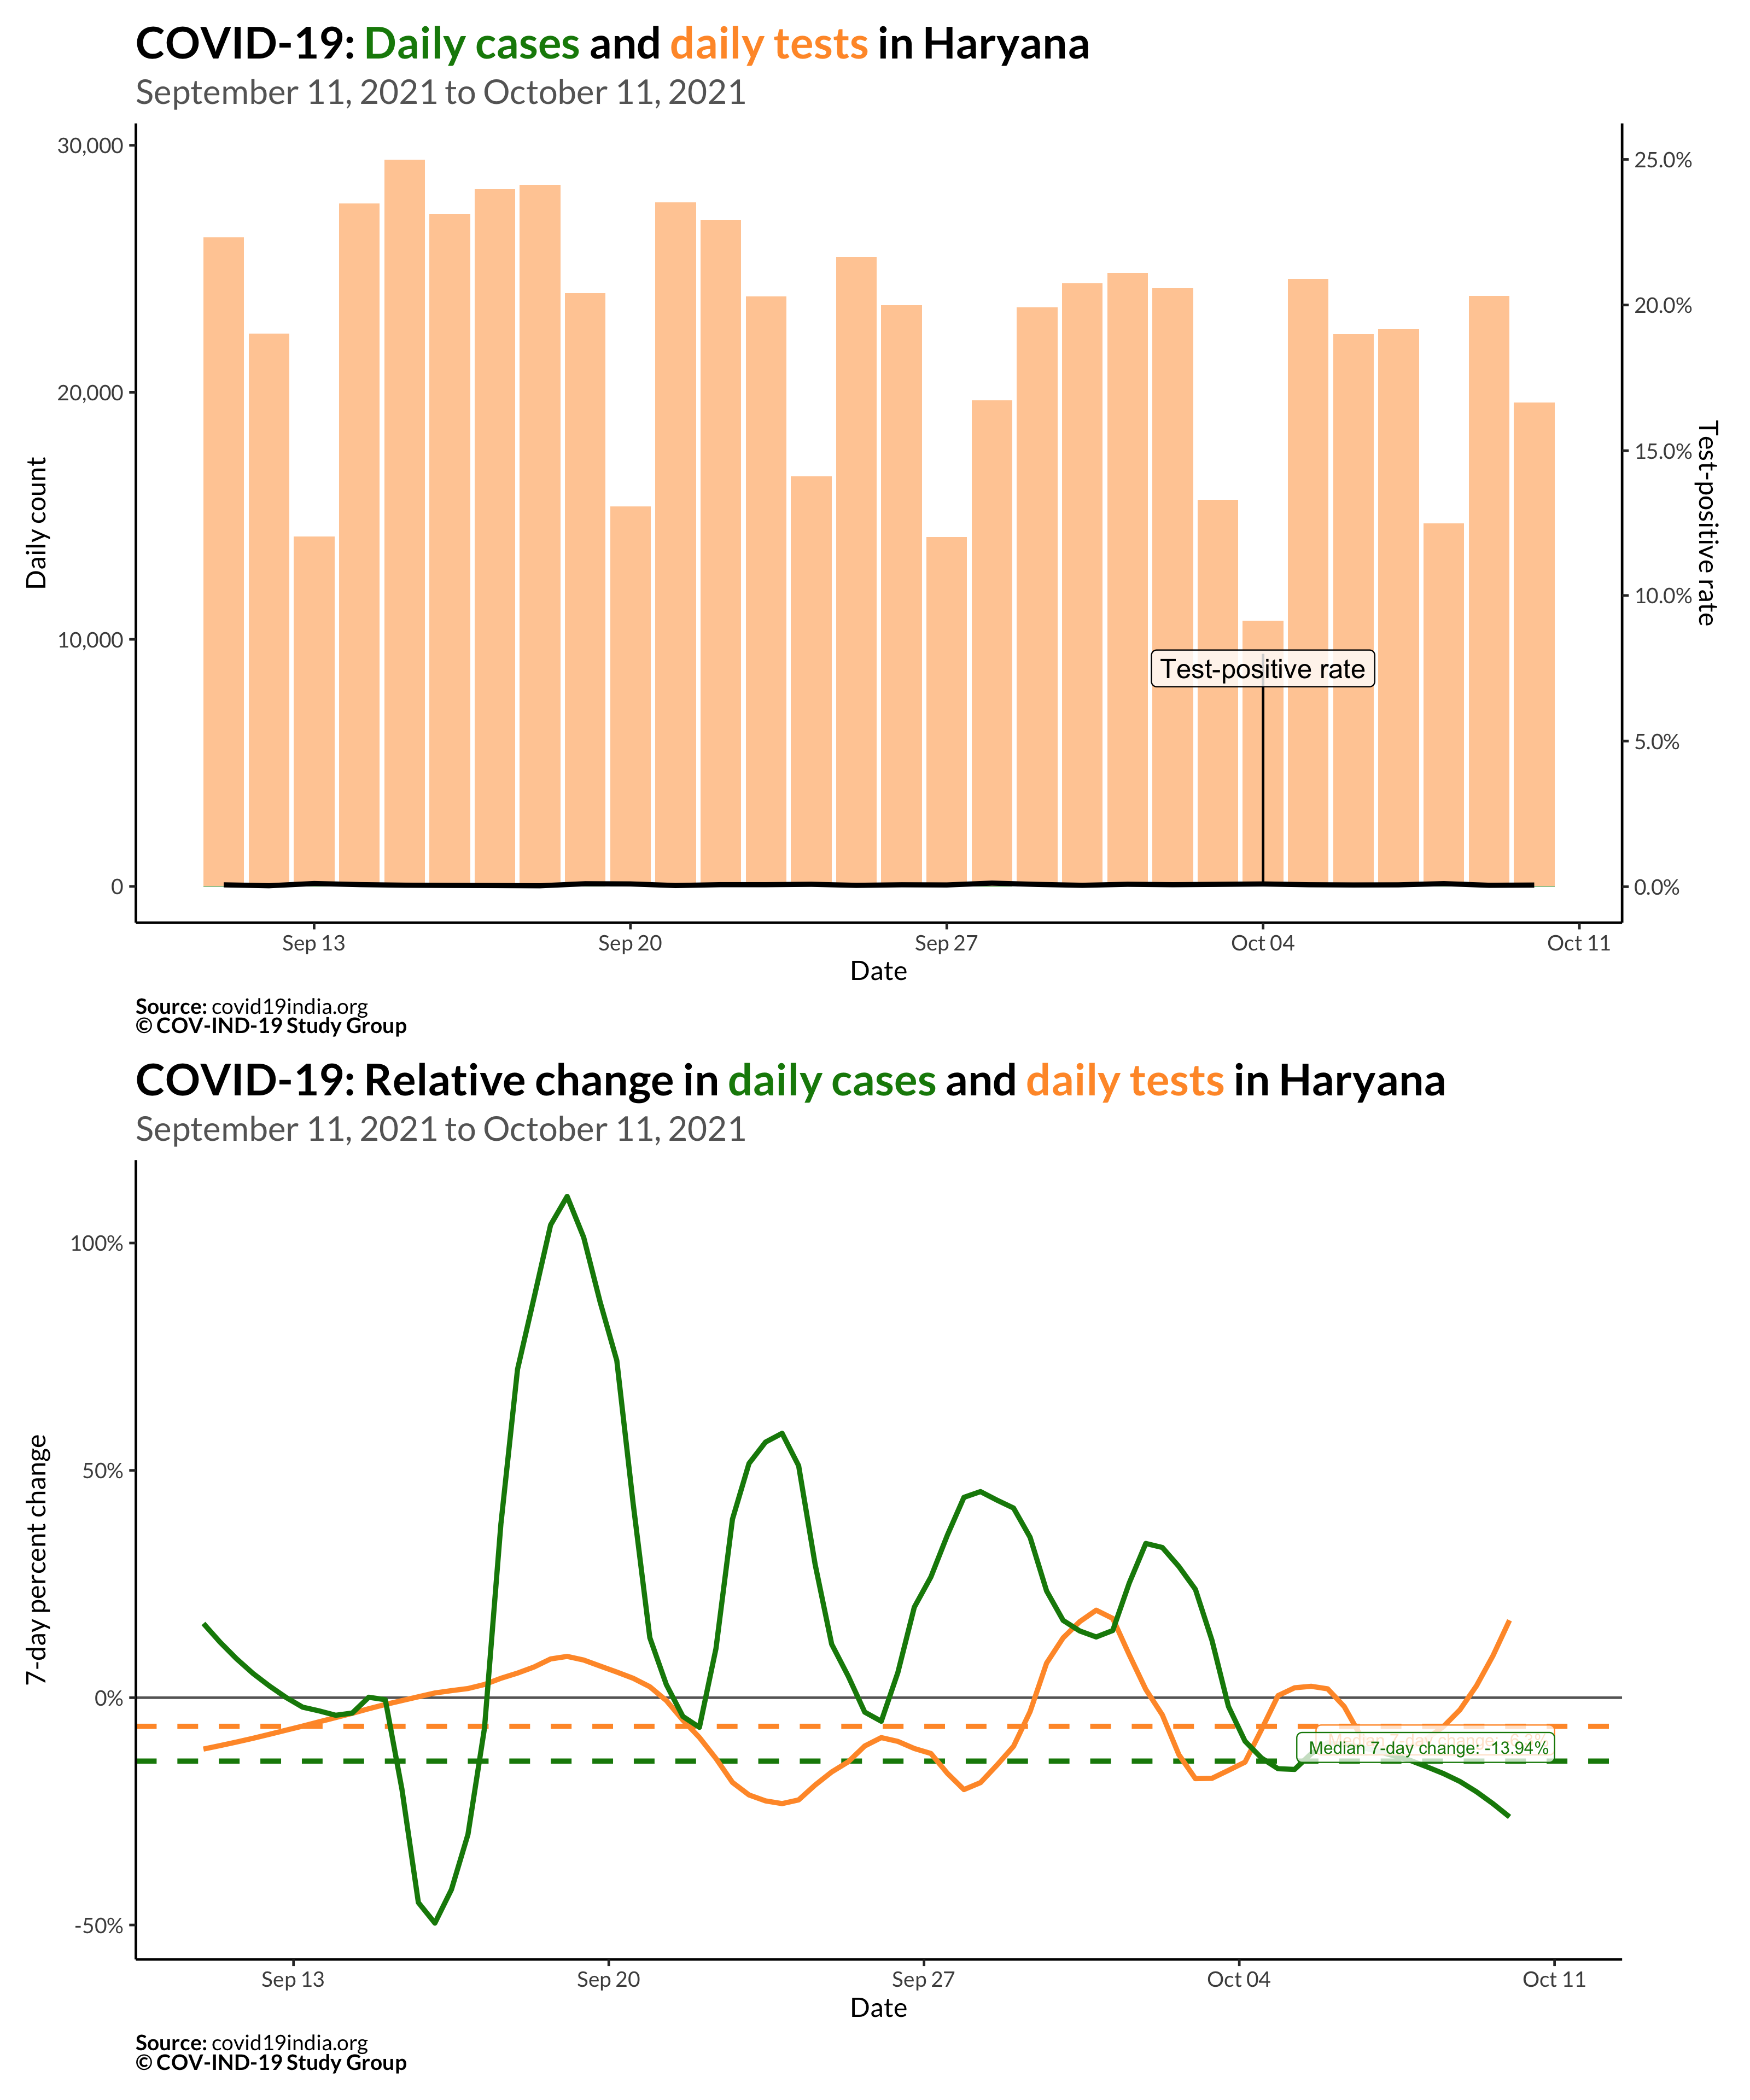 COVID-19: Daily cases and daily tests in Haryana
September 11, 2021 to October 11, 2021
30,000
20,000
10,000
0
Daily count
25.0%
20.0%
15.0%
10.0%
5.0%
0.0%
Test-positive rate
Test-positive rate
Sep 13
Sep 20
Sep 27
Oct 04
Oct 11
Date
Source: covid19india.org
© COV-IND-19 Study Group
COVID-19: Relative change in daily cases and daily tests in Haryana
September 11, 2021 to October 11, 2021
100%
50%
0%
-50%
7-day percent change
Median 7-day change:
Median 7-day change: -13.94%
Sep 13
Sep 20
Sep 27
Oct 04
Oct 11
Date
Source: covid19india.org
© COV-IND-19 Study Group